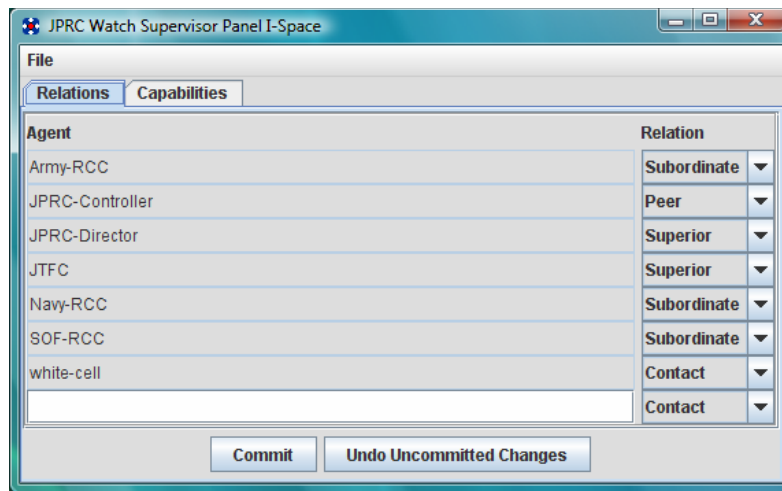 JPRC Watch Supervisor Panel I-Space
File
Relations Capabilities
Agent Relation
Army-RCC Subordinate
JPRC-Controller Peer
JPRC-Director Superior
JTFC Superior
Navy-RCC Subordinate
SOF-RCC Subordinate
white-cell Contact
Contact
Commit Undo Uncommitted Changes